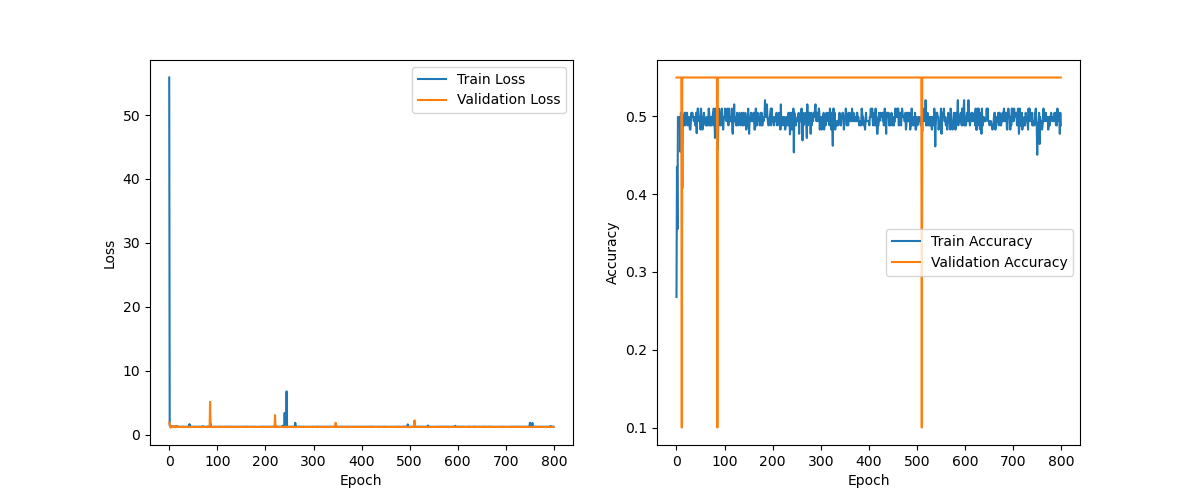 Train Loss
Validation Loss
50
40
30
20
10
0
Loss
0 100 200 300 400 500 600 700 800
Epoch
0.5
0.4
0.3
0.2
0.1
Accuracy
Train Accuracy
Validation Accuracy
0 100 200 300 400 500 600 700 800
Epoch